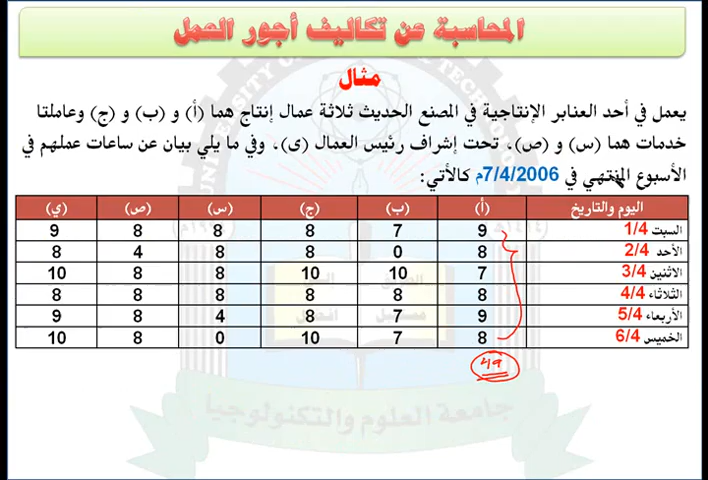 المحاسبة عن تكاليف أجور العمل
مثال
يعمل في أحد العنابر الإنتاجية في المصنع الحديث ثلاثة عمال إنتاج هما (أ) و (ب) و (ج) وعاملتا
خدمات هما (س) و (ص)، تحت إشراف رئيس العمال (ى)، وفي ما يلي بيان عن ساعات عملهم في
الأسبوع المنتهي في 7/4/2006م كالأتي:
اليوم والتاريخ (أ) (ب) (ج) (س) (ص) (ي)
السبت 1/4 9 7 8 8 8 9
الأحد 2/4 8 0 8 8 4 8
الاثنين 3/4 7 10 10 8 8 10
الثلاثاء 4/4 8 8 8 8 8 8
الأربعاء 5/4 9 7 8 4 8 9
الخميس 6/4 8 7 10 0 8 10
٤٩
جامعة العلوم والتكنولوجيا